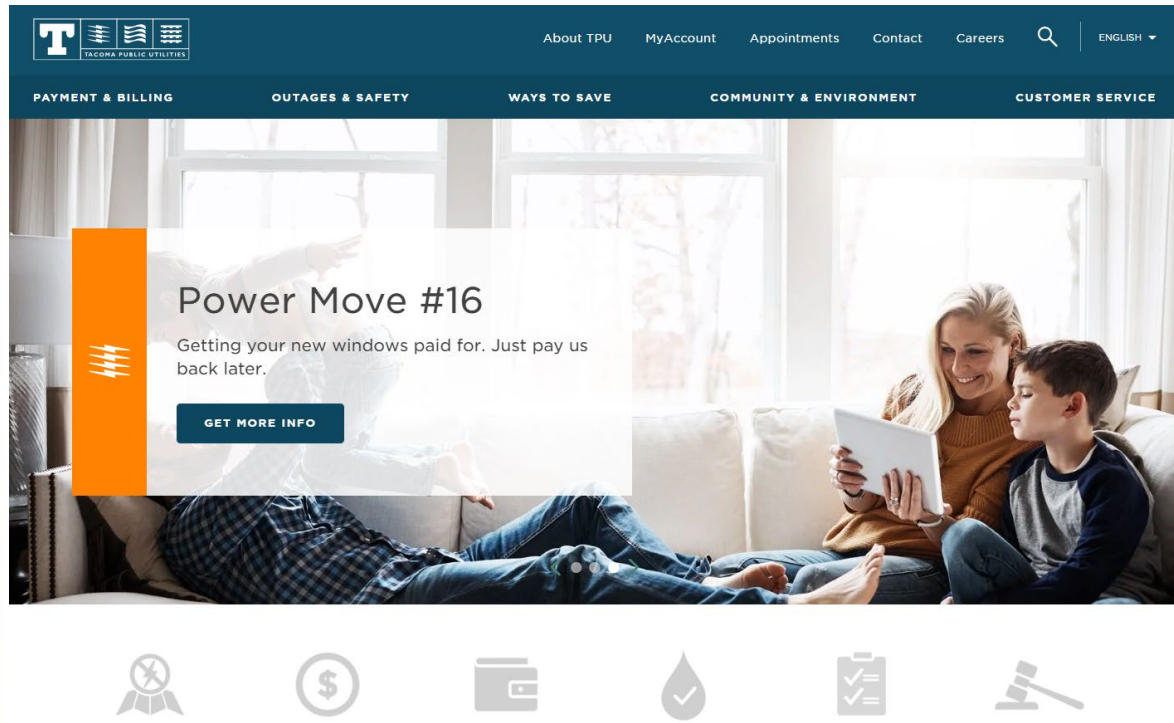 T
TACOMA PUBLIC UTILITIES
About TPU MyAccount Appointments Contact Careers ENGLISH
PAYMENT & BILLING OUTAGES & SAFETY WAYS TO SAVE COMMUNITY & ENVIRONMENT CUSTOMER SERVICE
Power Move #16
Getting your new windows paid for. Just pay us
back later.
GET MORE INFO
$